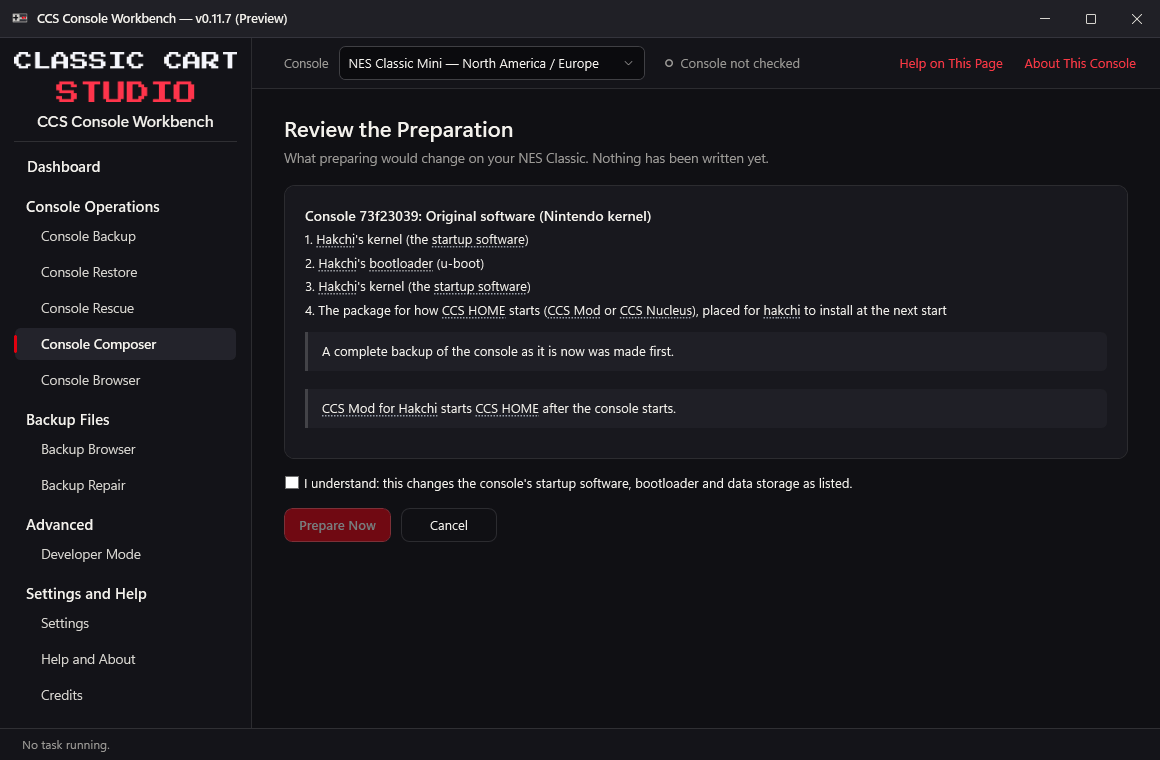 CCS Console Workbench — v0.11.7 (Preview)
CLASSIC CART
STUDIO
CCS Console Workbench
Dashboard
Console Operations
Console Backup
Console Restore
Console Rescue
Console Composer
Console Browser
Backup Files
Backup Browser
Backup Repair
Advanced
Developer Mode
Settings and Help
Settings
Help and About
Credits
Console
NES Classic Mini — North America / Europe
Console not checked
Help on This Page
About This Console
Review the Preparation
What preparing would change on your NES Classic. Nothing has been written yet.
Console 73f23039: Original software (Nintendo kernel)
1. Hakchi's kernel (the startup software)
2. Hakchi's bootloader (u-boot)
3. Hakchi's kernel (the startup software)
4. The package for how CCS HOME starts (CCS Mod or CCS Nucleus), placed for hakchi to install at the next start
A complete backup of the console as it is now was made first.
CCS Mod for Hakchi starts CCS HOME after the console starts.
I understand: this changes the console's startup software, bootloader and data storage as listed.
Prepare Now
Cancel
No task running.